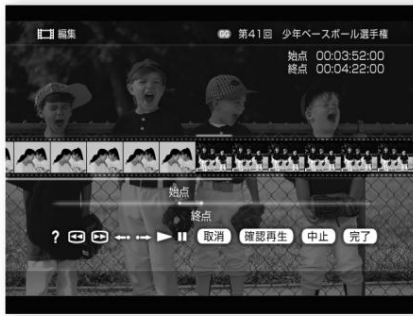 編集
GG 第41回 少年ベースボール選手権
始点 00:03:52:00
終点 00:04:22:00
始点
終点
? 取消 確認再生 中止 完了